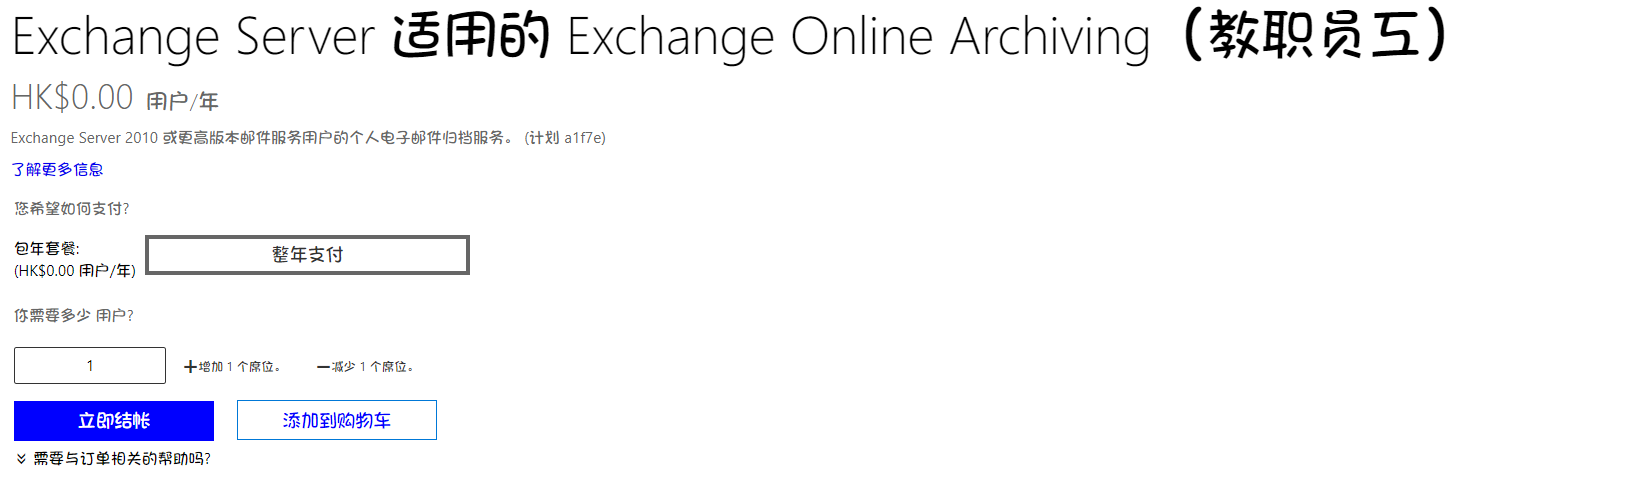 Exchange Server 适用的 Exchange Online Archiving（教职员工）
HK$0.00 用户/年
Exchange Server 2010 或更高版本邮件服务用户的个人电子邮件归档服务。 (计划 a1f7e)
了解更多信息
您希望如何支付?
包年套餐:
(HK$0.00 用户/年)
整年支付
你需要多少 用户?
1
+增加 1 个席位。
—减少 1 个席位。
立即结帐
添加到购物车
需要与订单相关的帮助吗?